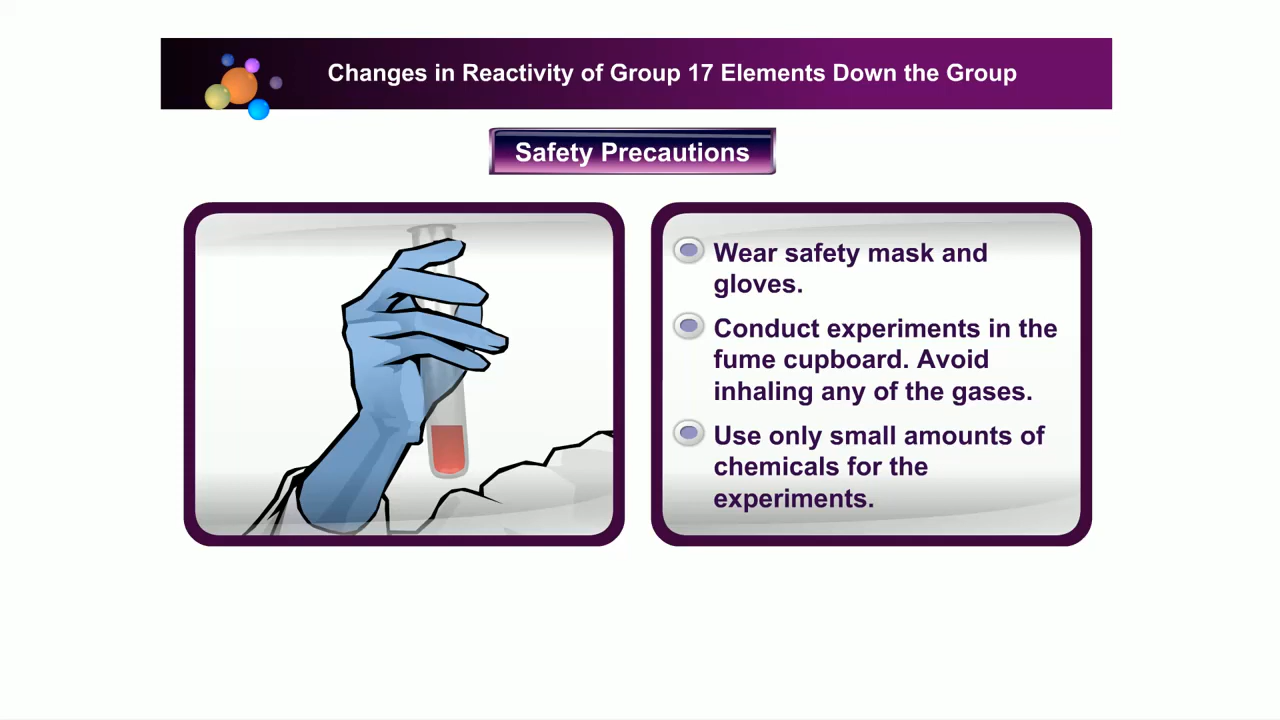 Changes in Reactivity of Group 17 Elements Down the Group
Safety Precautions
Wear safety mask and
gloves.
Conduct experiments in the
fume cupboard. Avoid
inhaling any of the gases.
Use only small amounts of
chemicals for the
experiments.